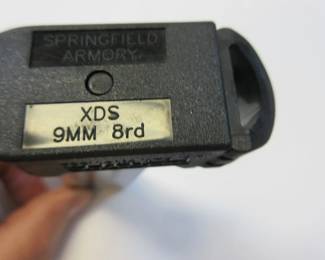 SPRINGFIELD
ARMORY
XDS
9MM 8rd